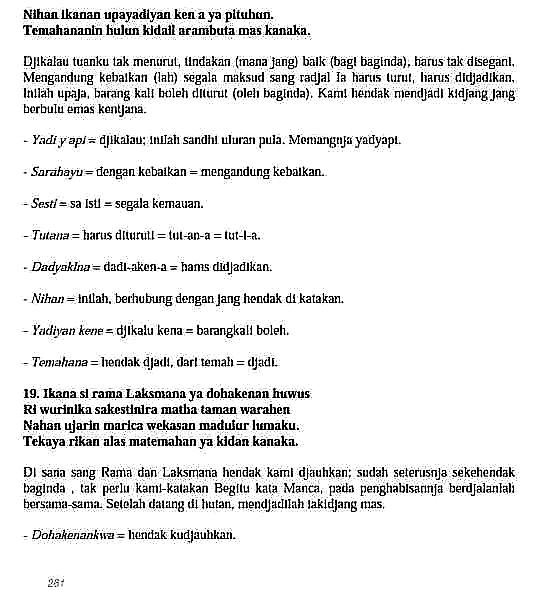 Nihan ikanan upayadiyan ken a ya pituhun.
Temahananin hulun kidail arambuta mas kanaka.
Djikalau tuanku tak menurut, tindakan (mana jang) baik (bagi baginda), harus tak disegani.
Mengandung kebaikan (lah) segala maksud sang radja! Ia harus turut, harus didjadikan.
Inilah upaja, barang kali boleh diturut (oleh baginda). Kami hendak mendjadi kidjang jang
berbulu emas kentjana.
- Yadi y api = djikalau; inilah sandhi uluran pula. Memangnja yadyapi.
- Sarahayu = dengan kebaikan = mengandung kebaikan.
- Sesti = sa isti = segala kemauan.
- Tutana = harus dituruti = tut-an-a = tut-i-a.
- Dadyakna = dadi-aken-a = hams didjadikan.
- Nihan = inilah, berhubung dengan jang hendak di katakan.
- Yadiyan kene = djikalu kena = barangkali boleh.
- Temahana = hendak djadi, dari temah = djadi.
19. Ikana si rama Laksmana ya dohakenan huwus
Ri wurinika sakestinira matha taman warahen
Nahan ujarin marica wekasan madulur lumaku.
Tekaya rikan alas matemahan ya kidan kanaka.
Di sana sang Rama dan Laksmana hendak kami djauhkan; sudah seterusnja sekehendak
baginda , tak perlu kami-katakan Begitu kata Manca, pada penghabisannja berdjalanlah
bersama-sama. Setelah datang di hutan, mendjadilah iakidjang mas.
- Dohakenankwa = hendak kudjauhkan.
261